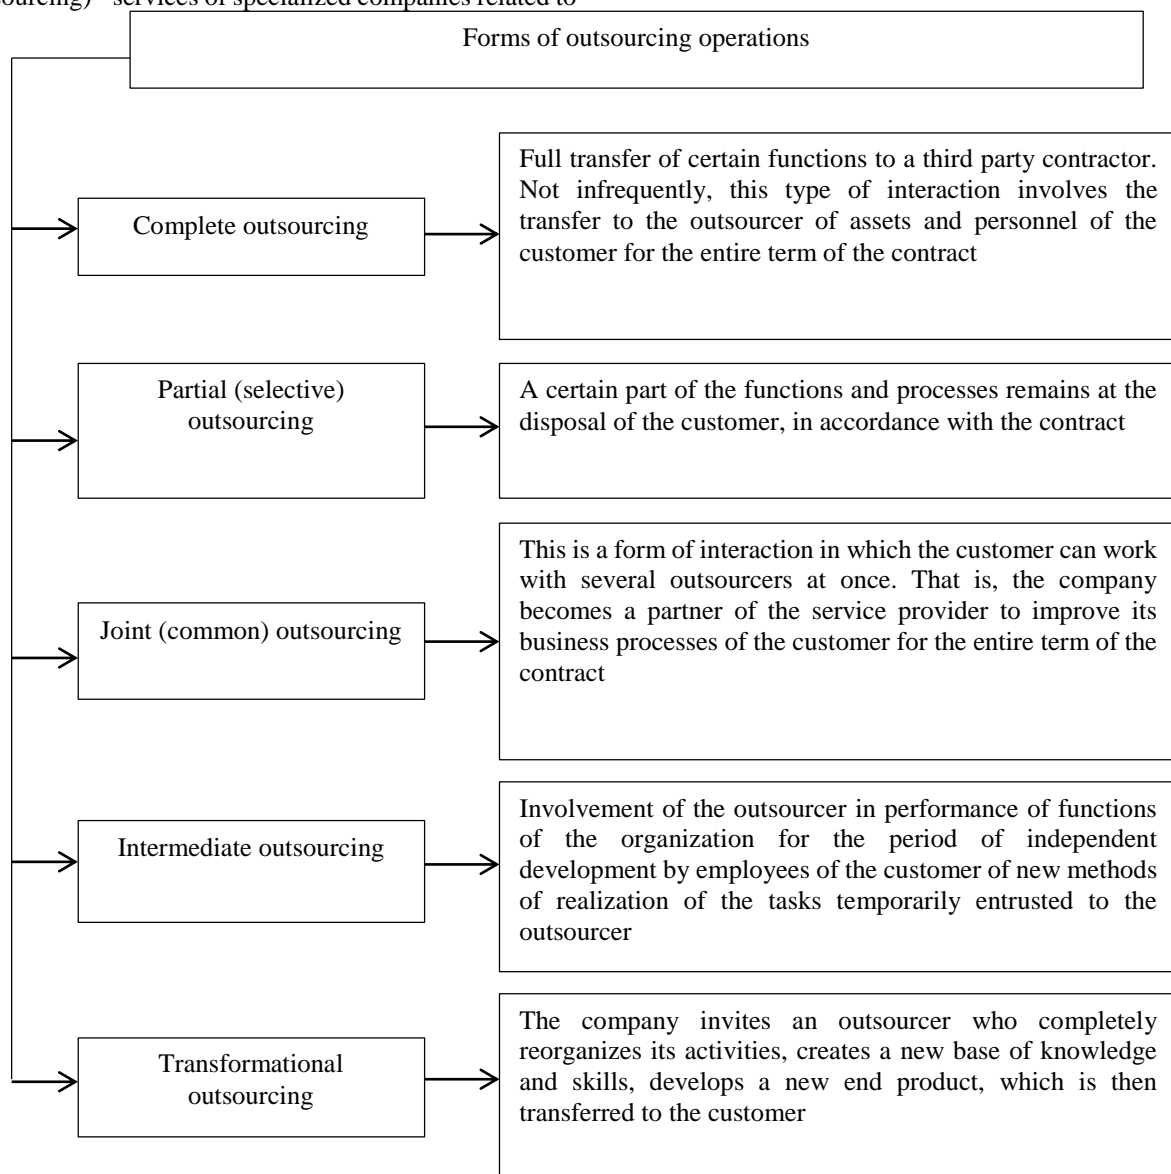 services of specialized companies related to
Forms of outsourcing operations
Complete outsourcing
Full transfer of certain functions to a third party contractor.
Not infrequently, this type of interaction involves the
transfer to the outsourcer of assets and personnel of the
customer for the entire term of the contract
Partial (selective)
outsourcing
A certain part of the functions and processes remains at the
disposal of the customer, in accordance with the contract
Joint (common) outsourcing
This is a form of interaction in which the customer can work
with several outsourcers at once. That is, the company
becomes a partner of the service provider to improve its
business processes of the customer for the entire term of the
contract
Intermediate outsourcing
Involvement of the outsourcer in performance of functions
of the organization for the period of independent
development by employees of the customer of new methods
of realization of the tasks temporarily entrusted to the
outsourcer
Transformational
outsourcing
The company invites an outsourcer who completely
reorganizes its activities, creates a new base of knowledge
and skills, develops a new end product, which is then
transferred to the customer